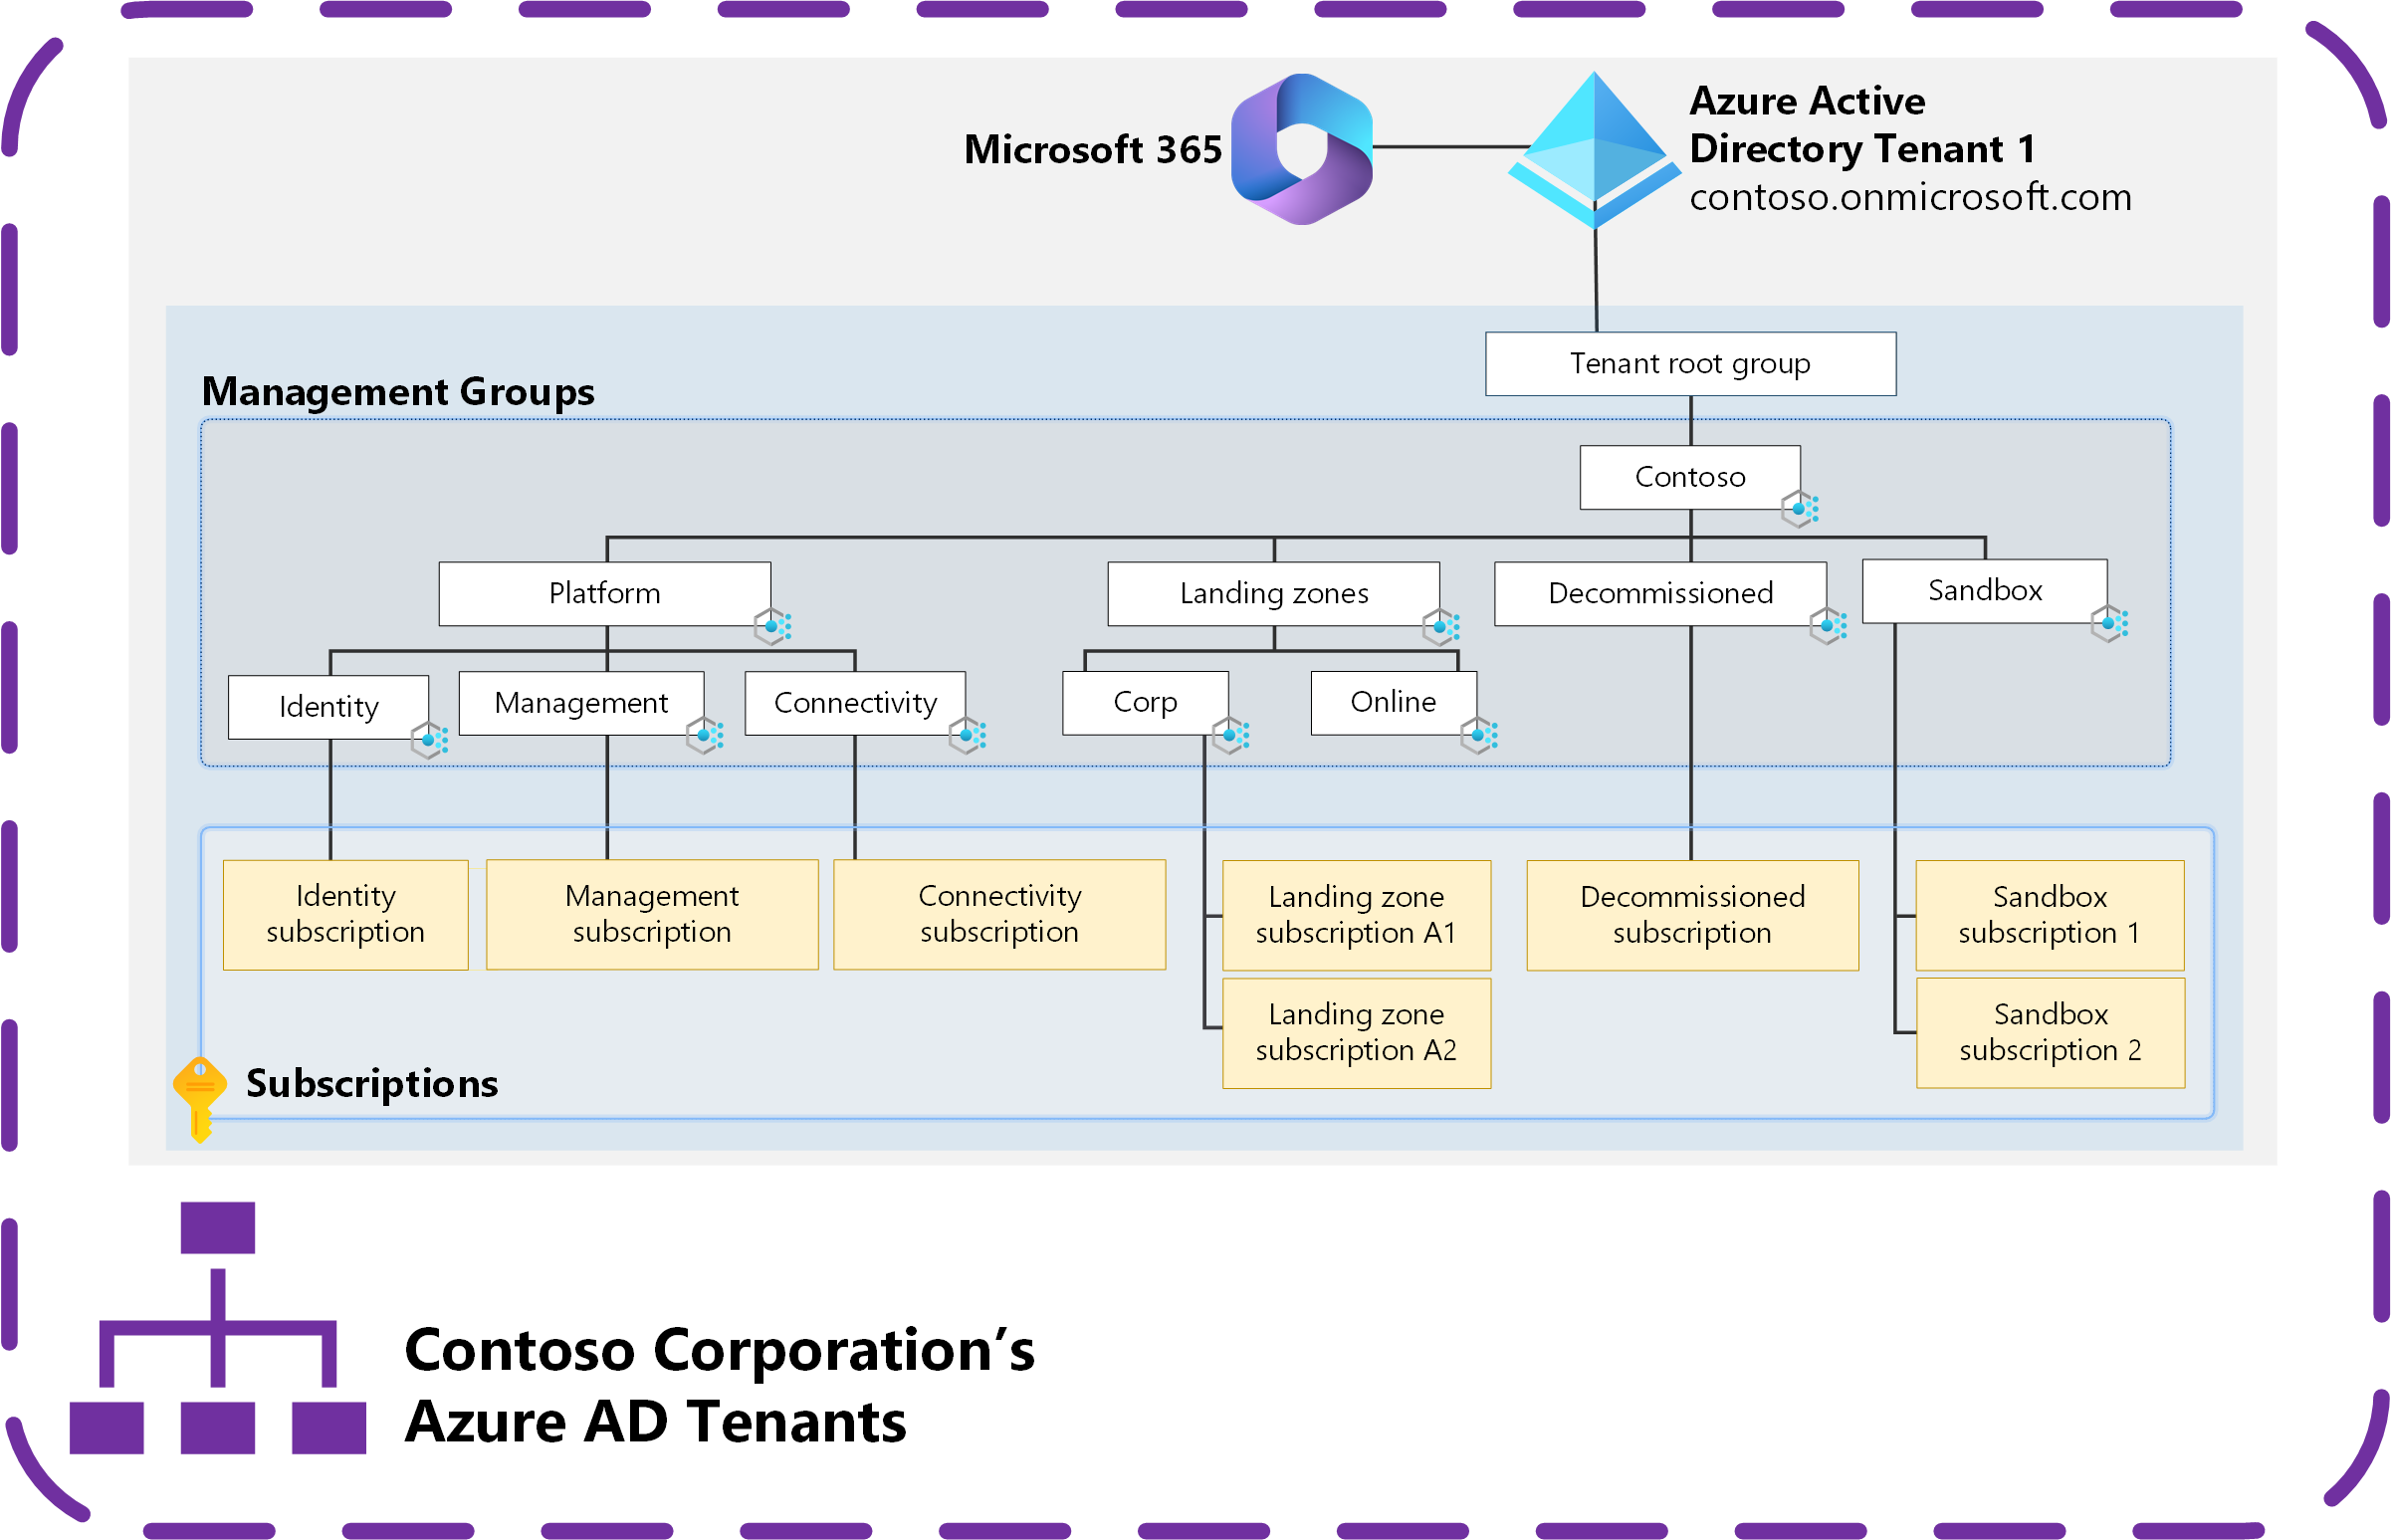 Microsoft 365
Azure Active
Directory Tenant 1
contoso.onmicrosoft.com
Tenant root group
Management Groups
Contoso
Platform
Landing zones
Decommissioned
Sandbox
Identity
Management
Connectivity
Corp
Online
Identity
subscription
Management
subscription
Connectivity
subscription
Landing zone
subscription A1
Decommissioned
subscription
Sandbox
subscription 1
Landing zone
subscription A2
Sandbox
subscription 2
Subscriptions
Contoso Corporation’s
Azure AD Tenants